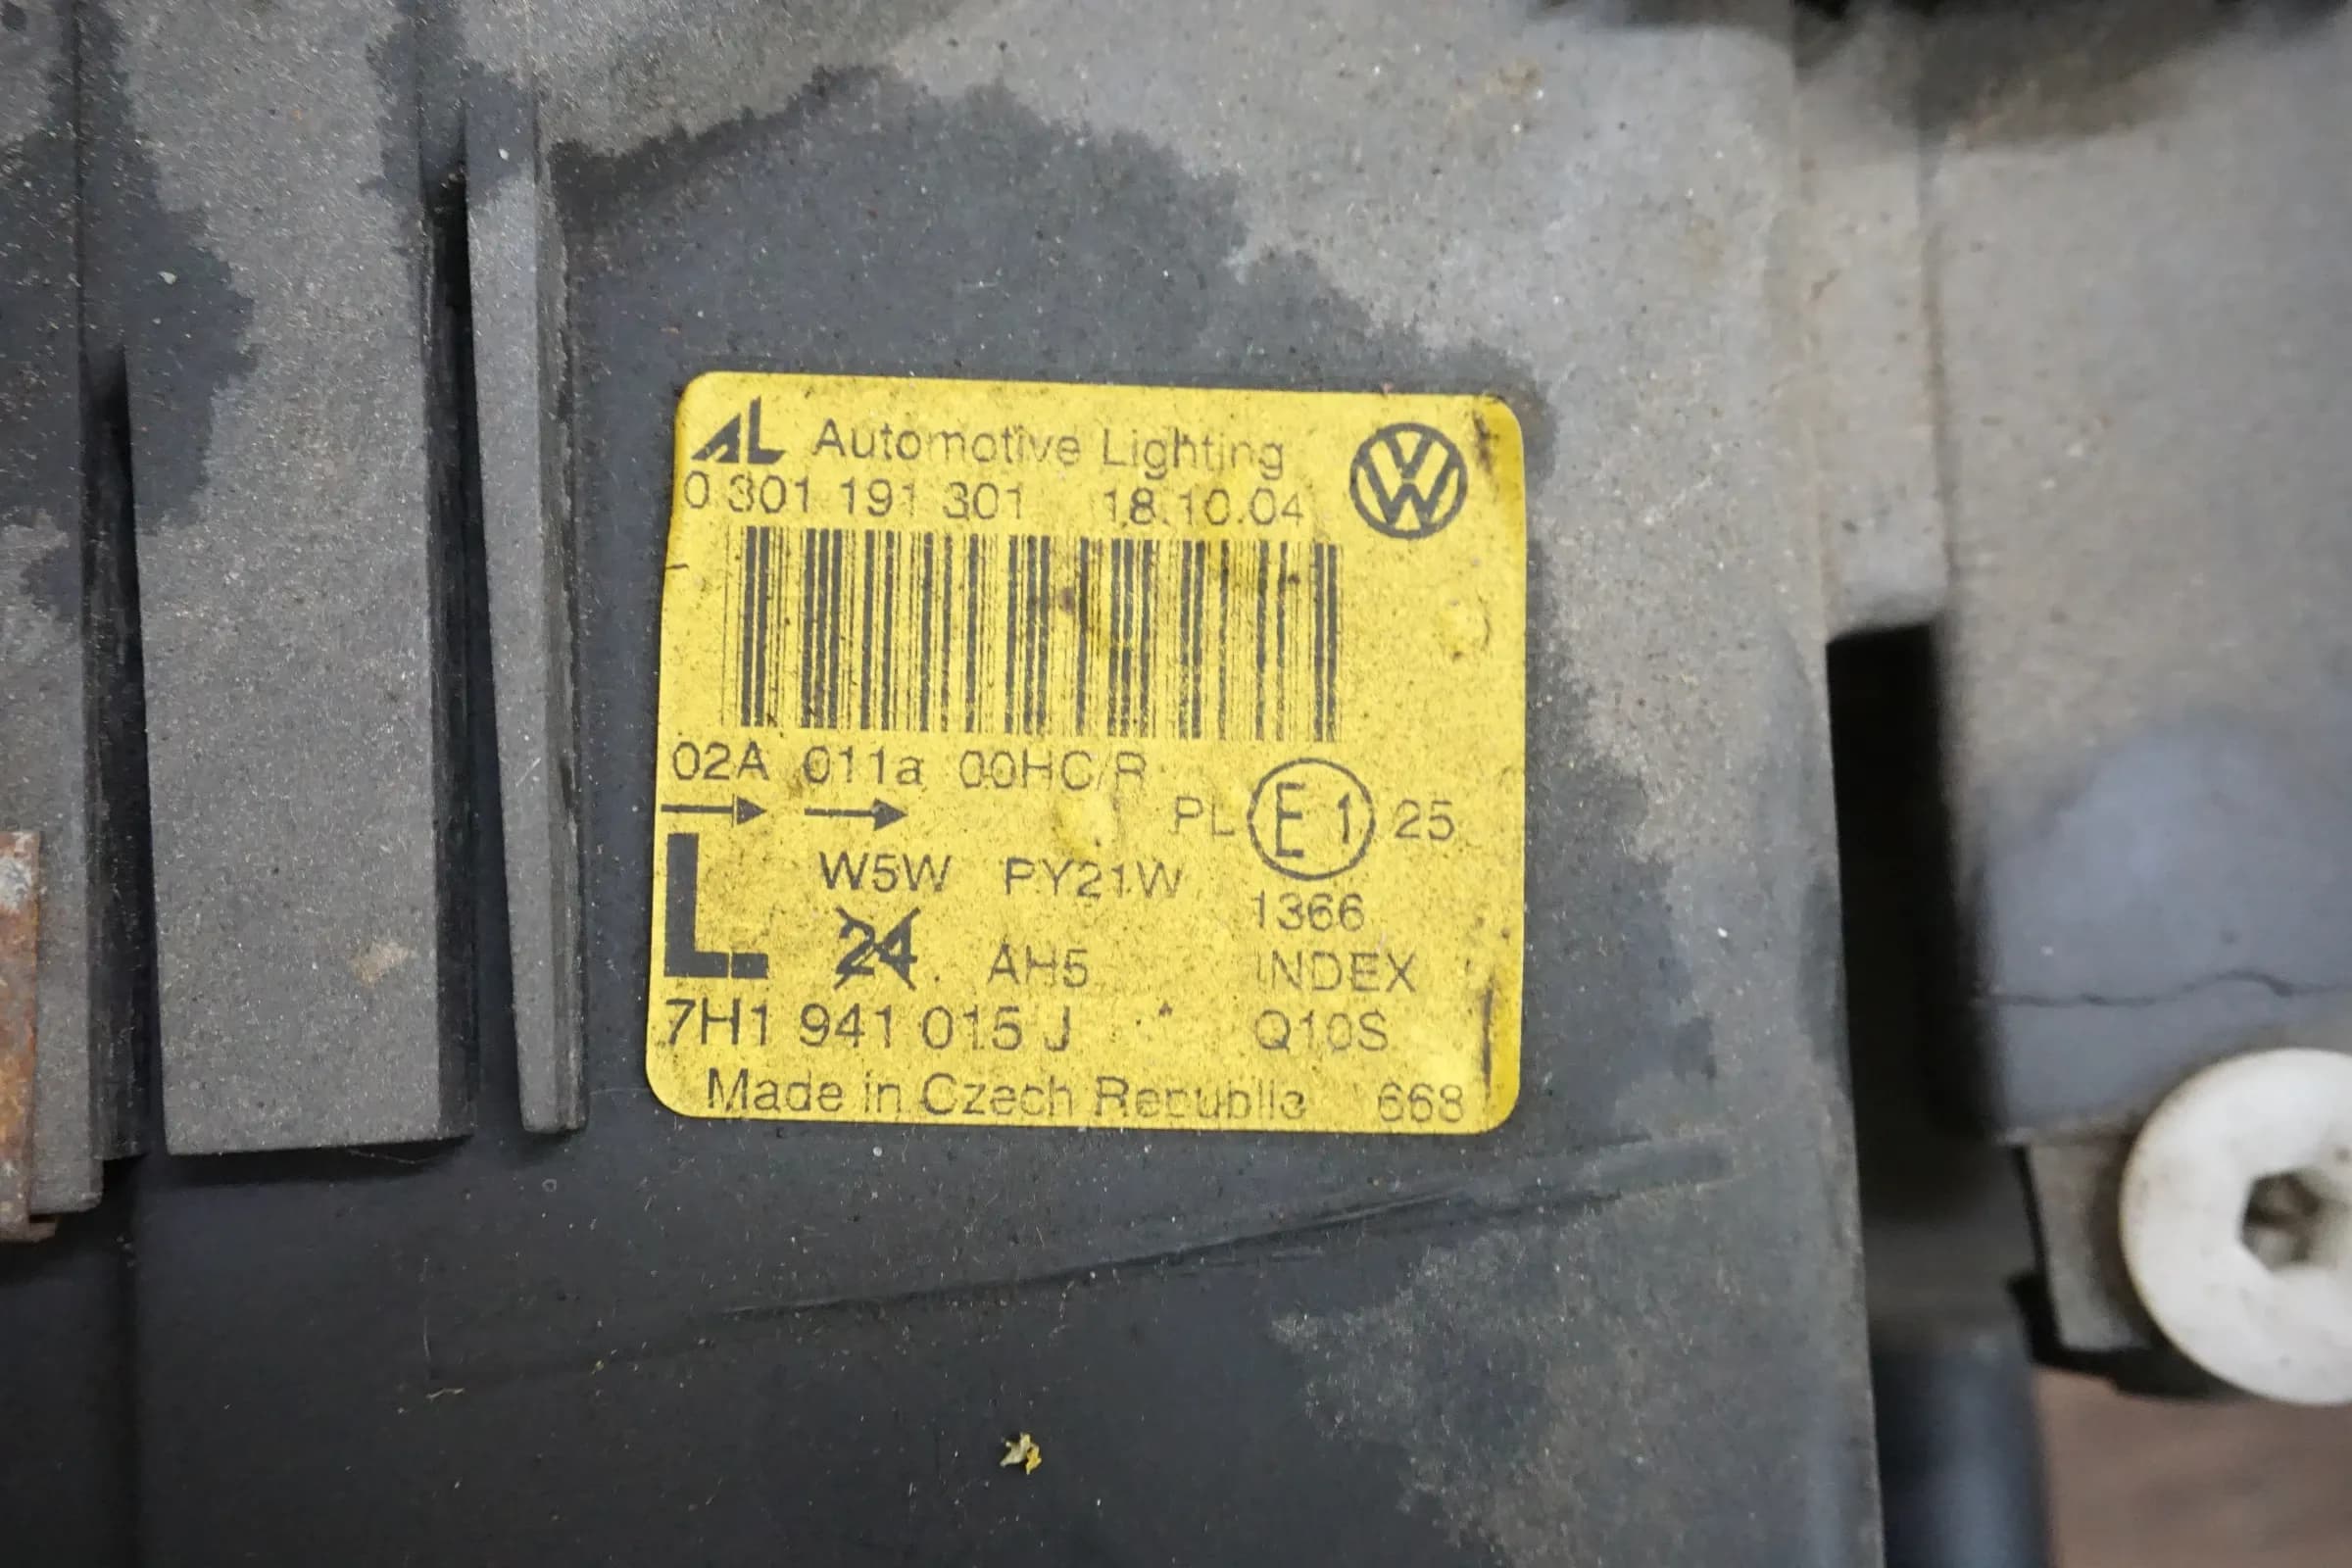 AL Automotive Lighting
0 301 191 301 18.10.04
02A 011a 00HC/R
PL E1 25
L W5W PY21W
1366
24 AH5 INDEX
7H1 941 015 J Q10S
Made in Czech Republic 668